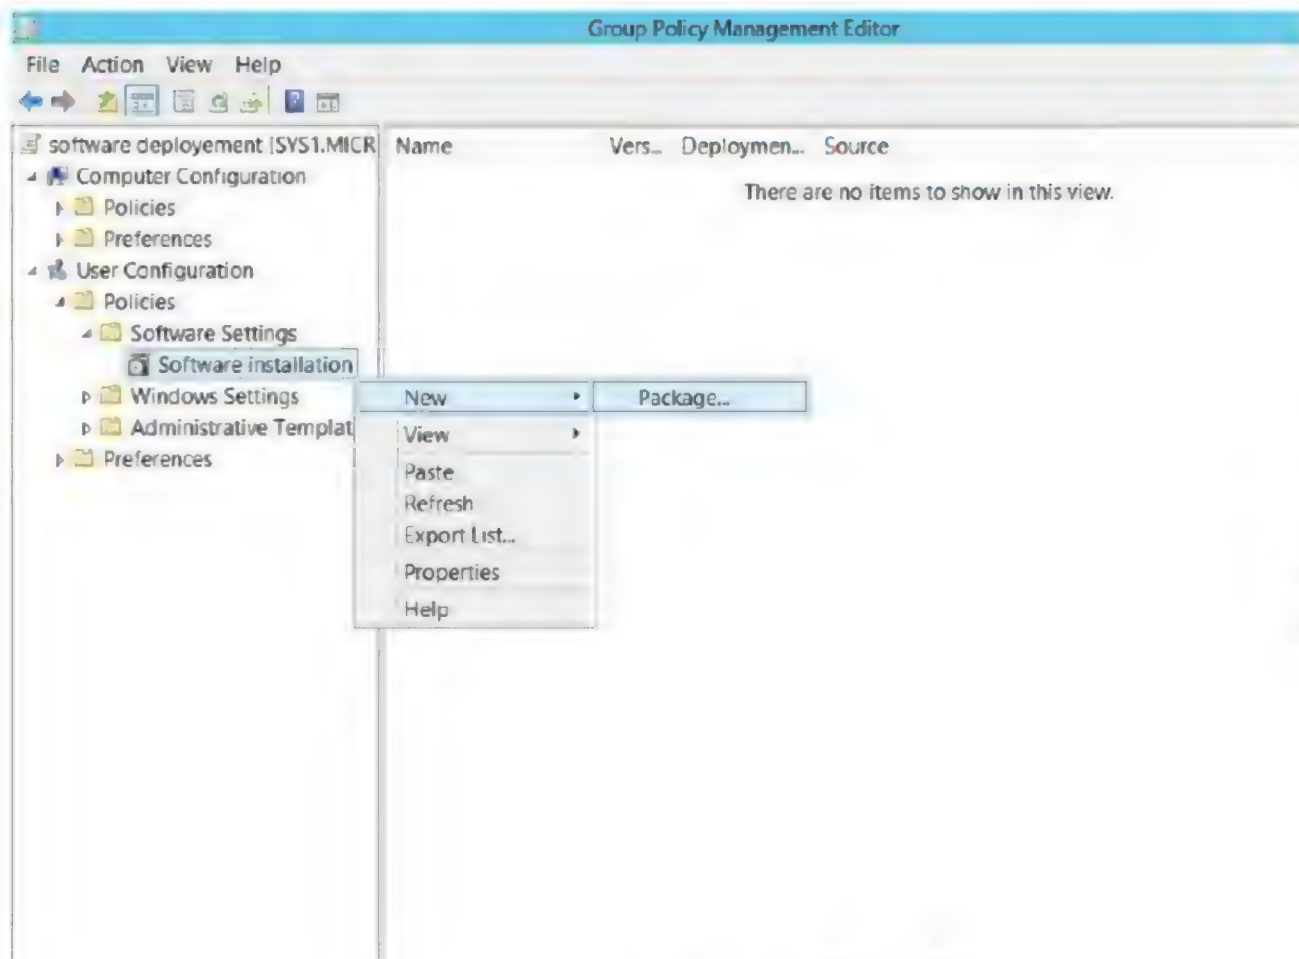 Group Policy Management Editor
File Action View Help
software deployement [SYS1.MICR
Name Vers... Deploymen... Source
Computer Configuration
There are no items to show in this view.
Policies
Preferences
User Configuration
Policies
Software Settings
Software installation
Windows Settings
New Package...
Administrative Templat
View
Preferences
Paste
Refresh
Export List...
Properties
Help